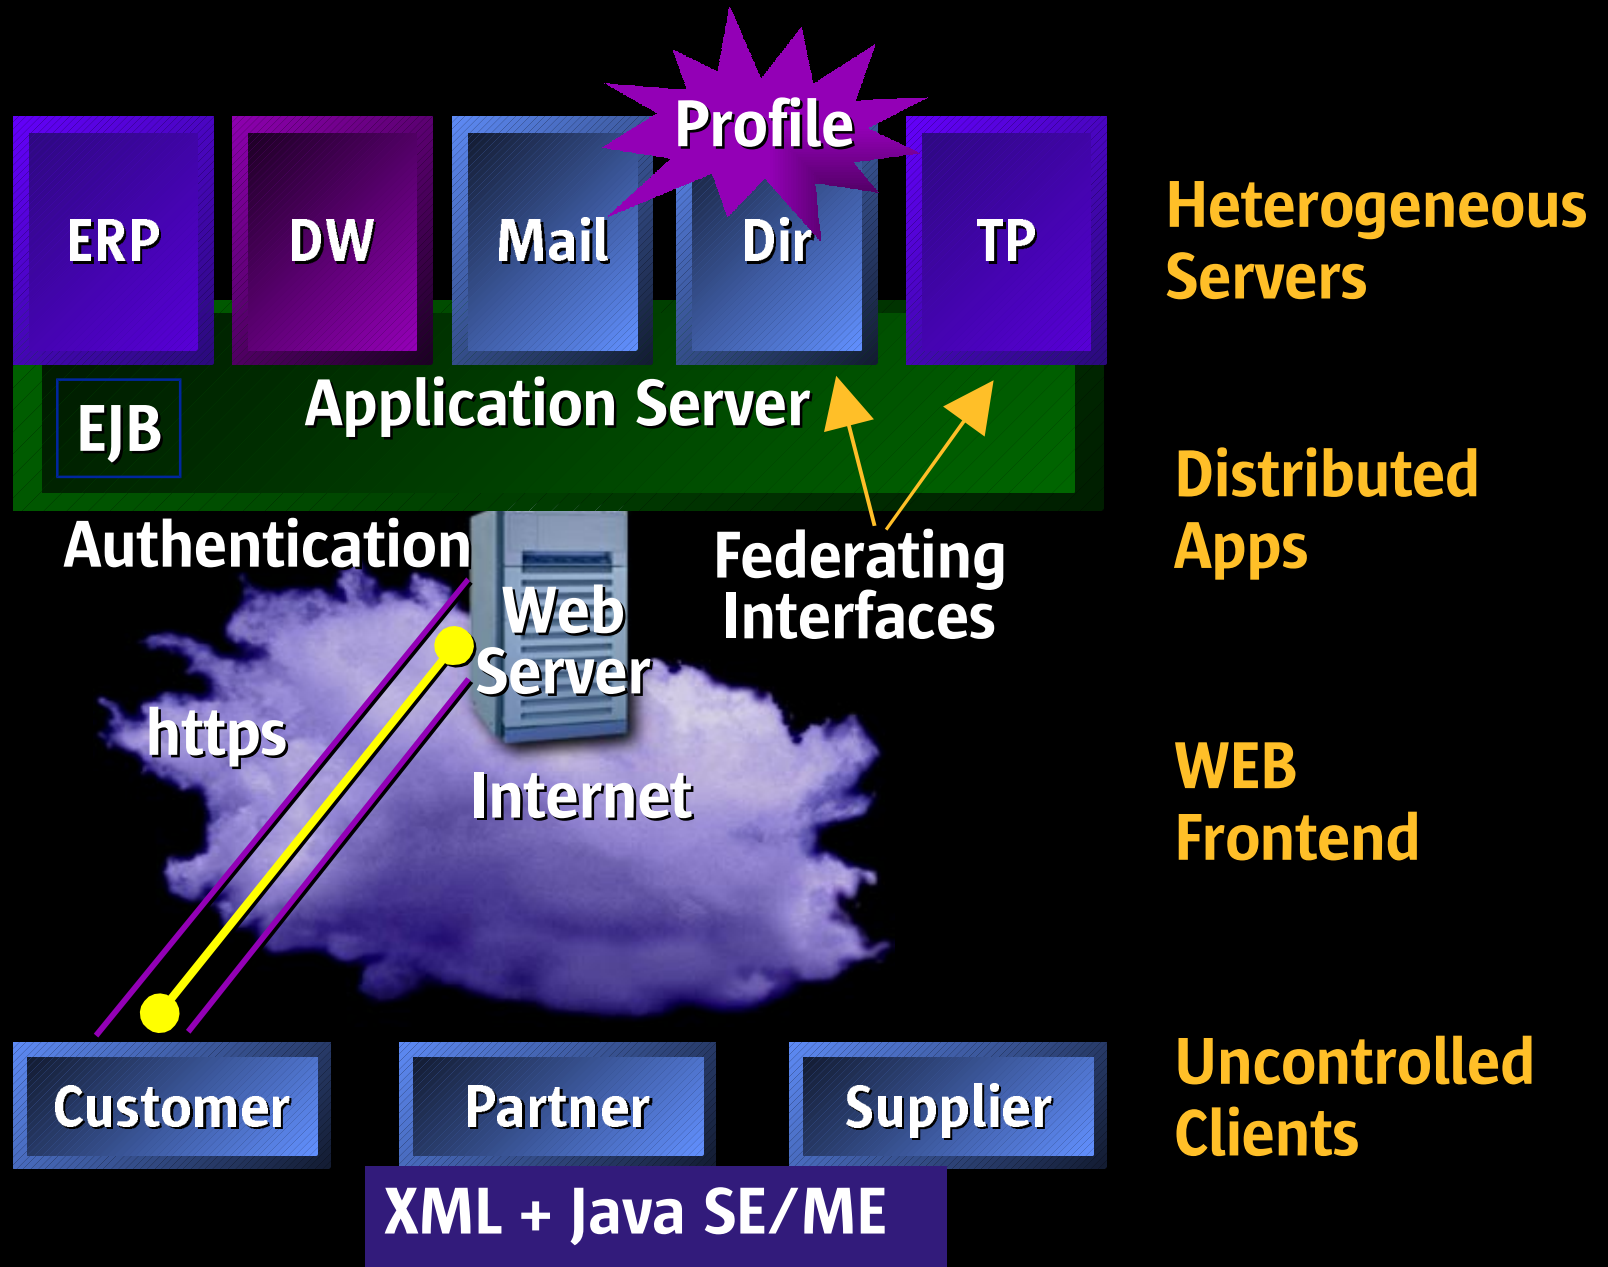 Profile
ERP
DW
Mail
Dir
TP
Heterogeneous
Servers
EJB
Application Server
Distributed
Apps
Authentication
Federating
Interfaces
Web
Server
https
Internet
WEB
Frontend
Customer
Partner
Supplier
Uncontrolled
Clients
XML + Java SE/ME